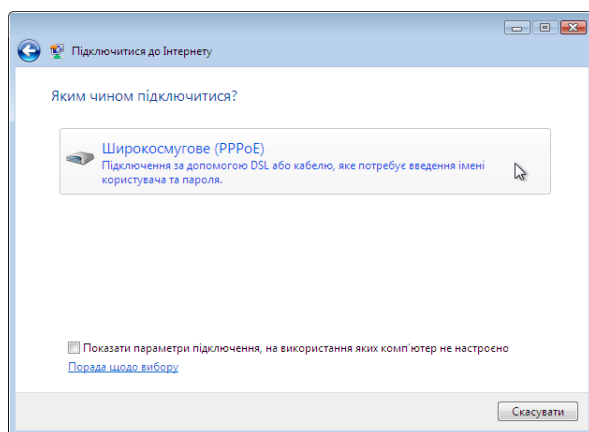 Підключитися до Інтернету
Яким чином підключитися?
Широкосмугове (PPPoE)
Підключення за допомогою DSL або кабелю, яке потребує введення імені
користувача та пароля.
Показати параметри підключення, на використання яких комп'ютер не настроєно
Порада щодо вибору
Скасувати